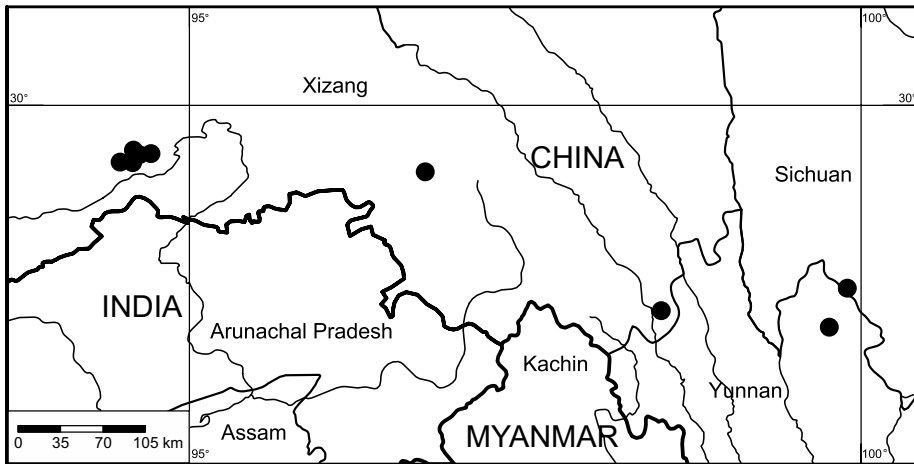 95°
100°
Xizang
30°
30°
CHINA
Sichuan
INDIA
Arunachal Pradesh
Kachin
Yunnan
Assam
MYANMAR
0 35 70 105 km
95°
100°